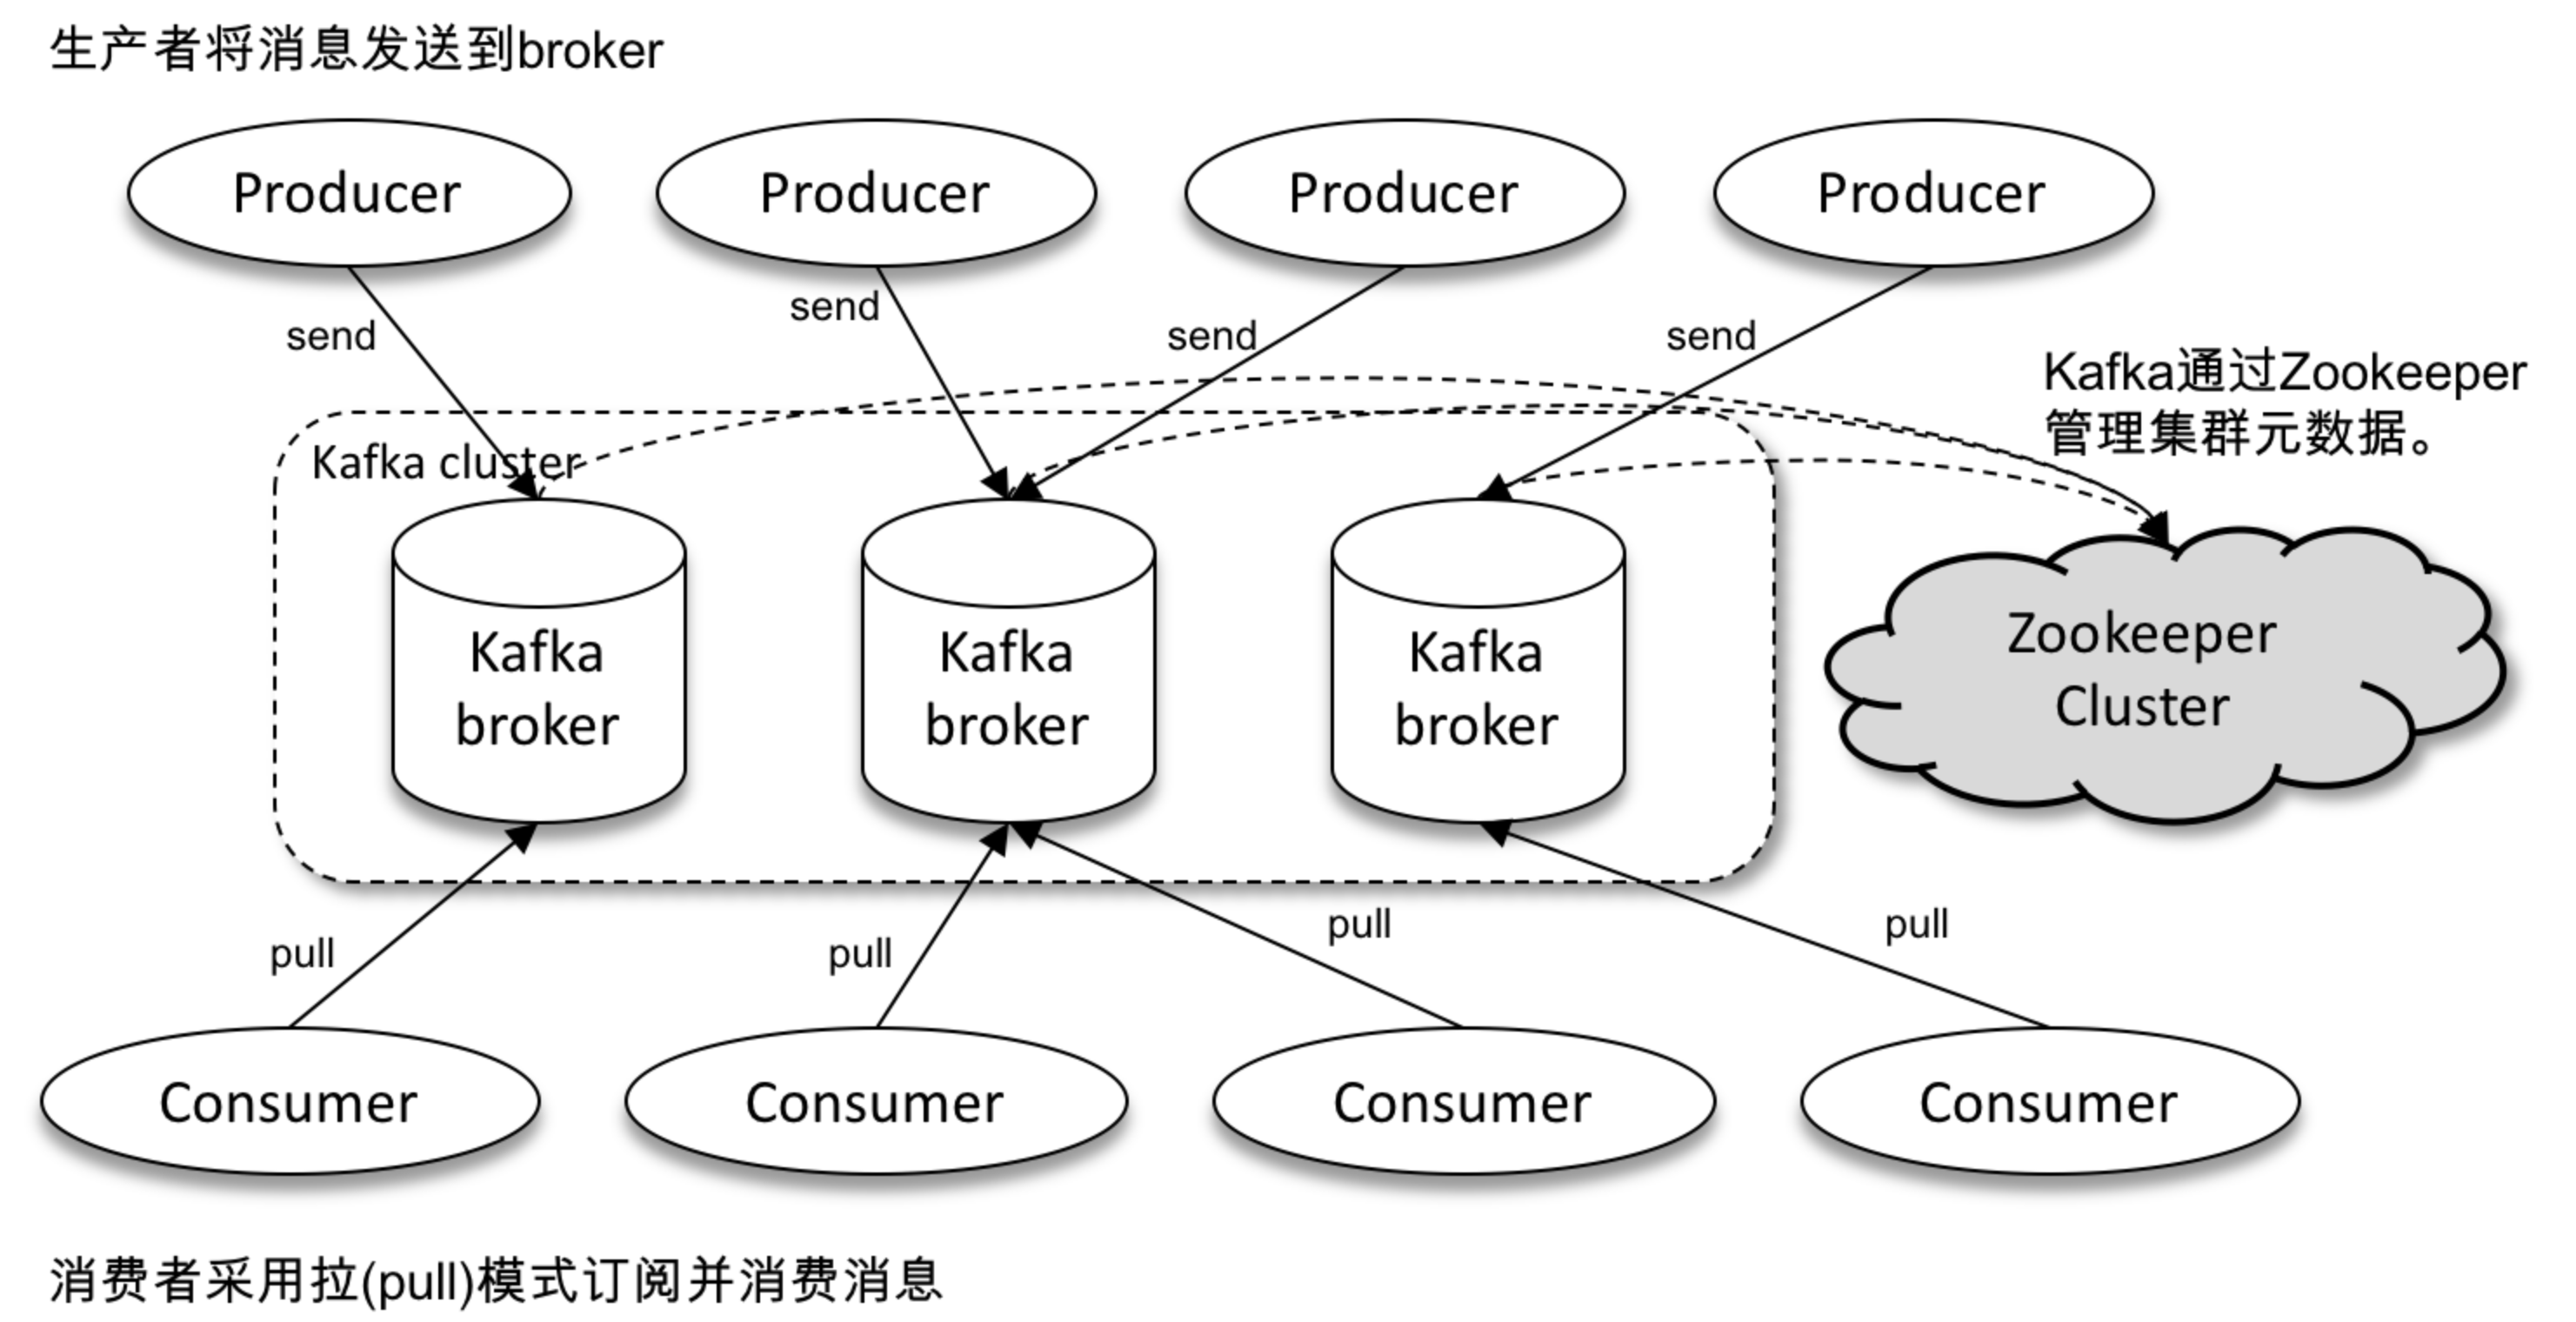 生产者将消息发送到broker
Producer
Producer
Producer
Producer
send
send
send
send
Kafka通过Zookeeper
管理集群元数据。
Kafka cluster
Kafka
broker
Kafka
broker
Kafka
broker
Zookeeper
Cluster
pull
pull
pull
pull
Consumer
Consumer
Consumer
Consumer
消费者采用拉(pull)模式订阅并消费消息